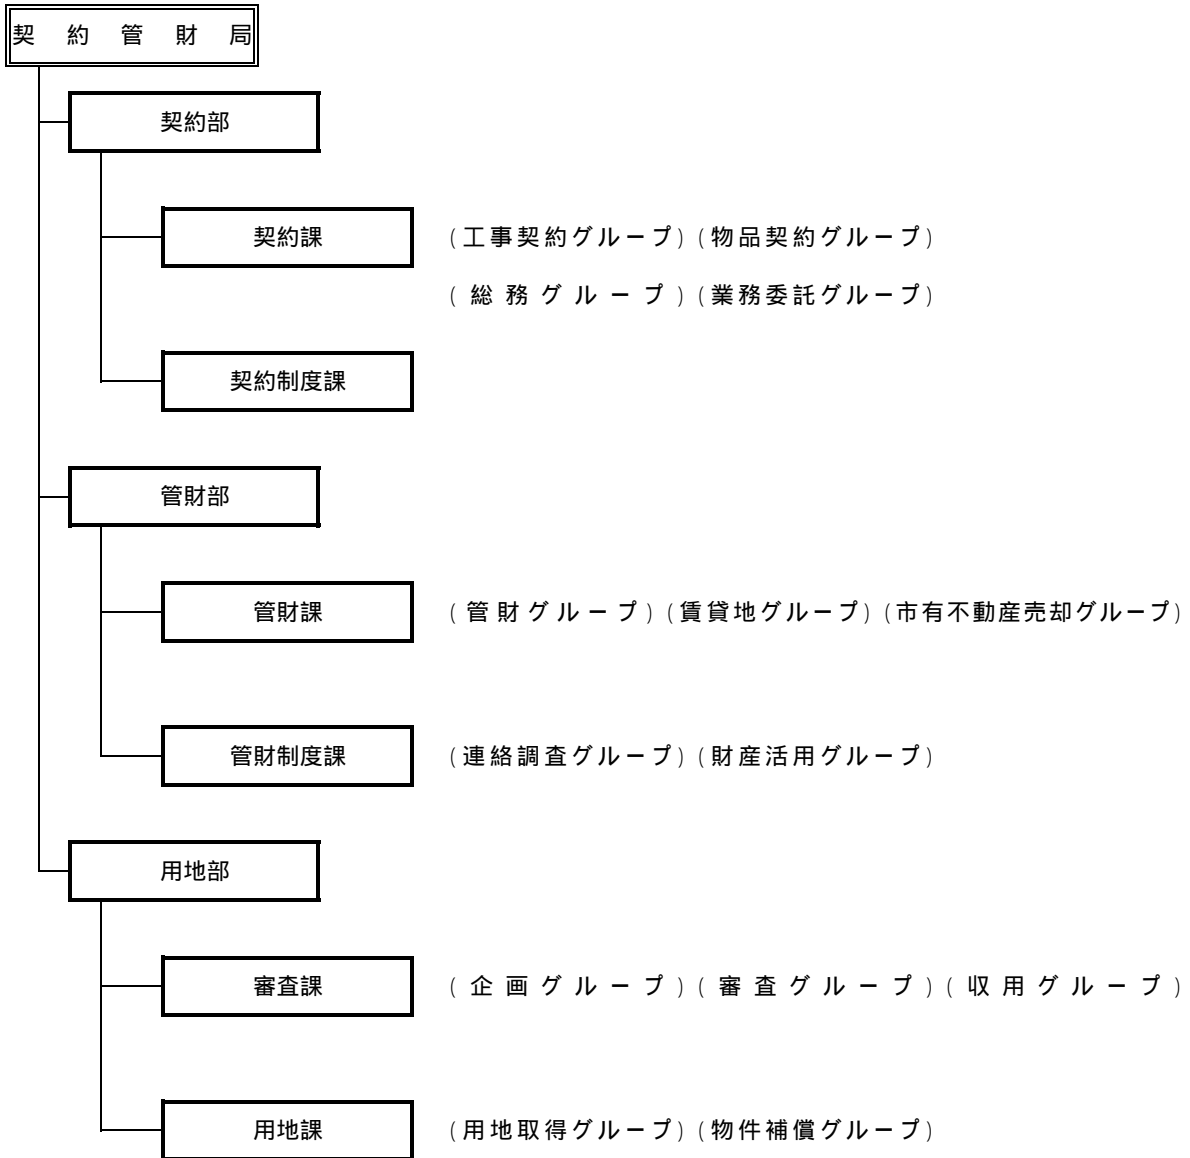 契約管財局
契約部
契約課 (工事契約グループ) (物品契約グループ)
(総務グループ) (業務委託グループ)
契約制度課
管財部
管財課 (管財グループ) (賃貸地グループ) (市有不動産売却グループ)
管財制度課 (連絡調査グループ) (財産活用グループ)
用地部
審査課 (企画グループ) (審査グループ) (収用グループ)
用地課 (用地取得グループ) (物件補償グループ)